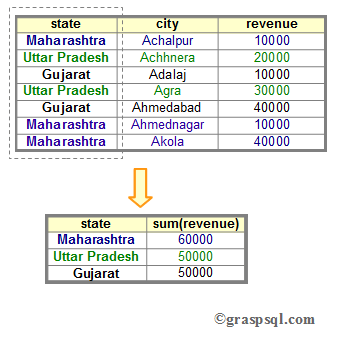 state city revenue
Maharashtra Achalpur 10000
Uttar Pradesh Achhnera 20000
Gujarat Adalaj 10000
Uttar Pradesh Agra 30000
Gujarat Ahmedabad 40000
Maharashtra Ahmednagar 10000
Maharashtra Akola 40000
state sum(revenue)
Maharashtra 60000
Uttar Pradesh 50000
Gujarat 50000
©graspsql.com